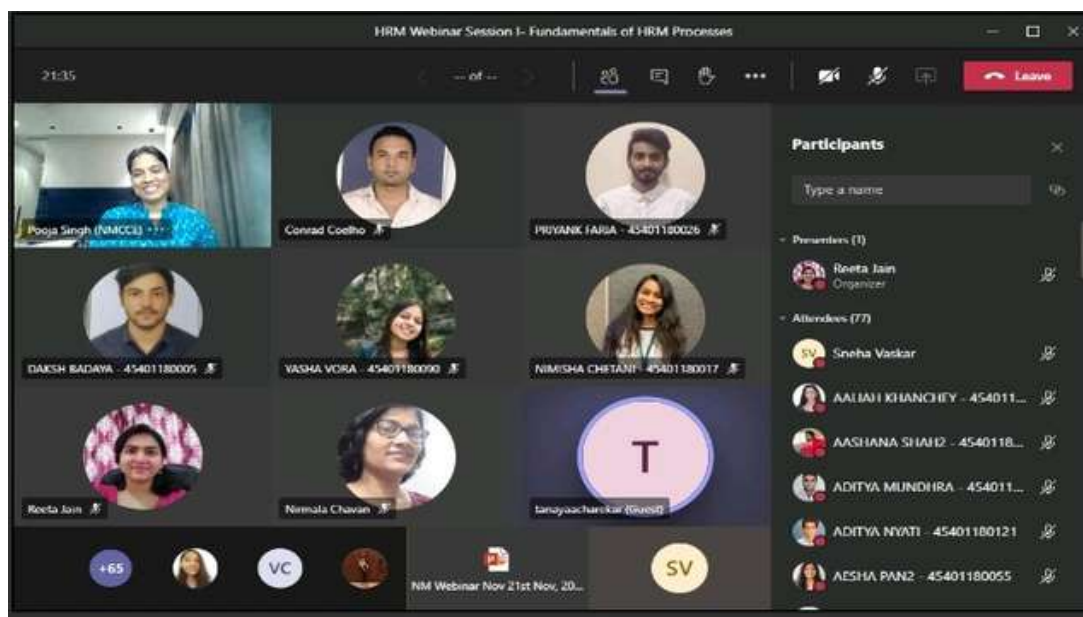 HRM Webinar Session I- Fundamentals of HRM Processes
21:35
-- of --
Leave
Pooja Singh (NMCCE)
Conrad Coelho
PRIYANK FARIA - 45401180026
DAKSH BADAYA - 45401180005
YASHA VORA - 45401180090
NIMISHA CHETANI - 45401180017
Reeta Jain
Nirmala Chavan
T
tanayaacharekar (Guest)
+65
VC
NM Webinar Nov 21st Nov, 20...
SV
Participants
Type a name
Presenters (1)
Reeta Jain
Organizer
Attendees (77)
SV
Sneha Vaskar
AALIAH KHANCHEY - 454011...
AASHANA SHAH2 - 4540118...
ADITYA MUNDHRA - 454011...
ADITYA NYATI - 45401180121
AESHA PAN2 - 45401180055